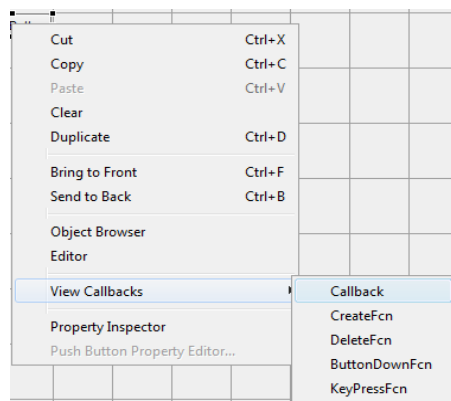 Cut Ctrl+X
Copy Ctrl+C
Paste Ctrl+V
Clear
Duplicate Ctrl+D
Bring to Front Ctrl+F
Send to Back Ctrl+B
Object Browser
Editor
View Callbacks
Callback
CreateFcn
Property Inspector
DeleteFcn
Push Button Property Editor...
ButtonDownFcn
KeyPressFcn